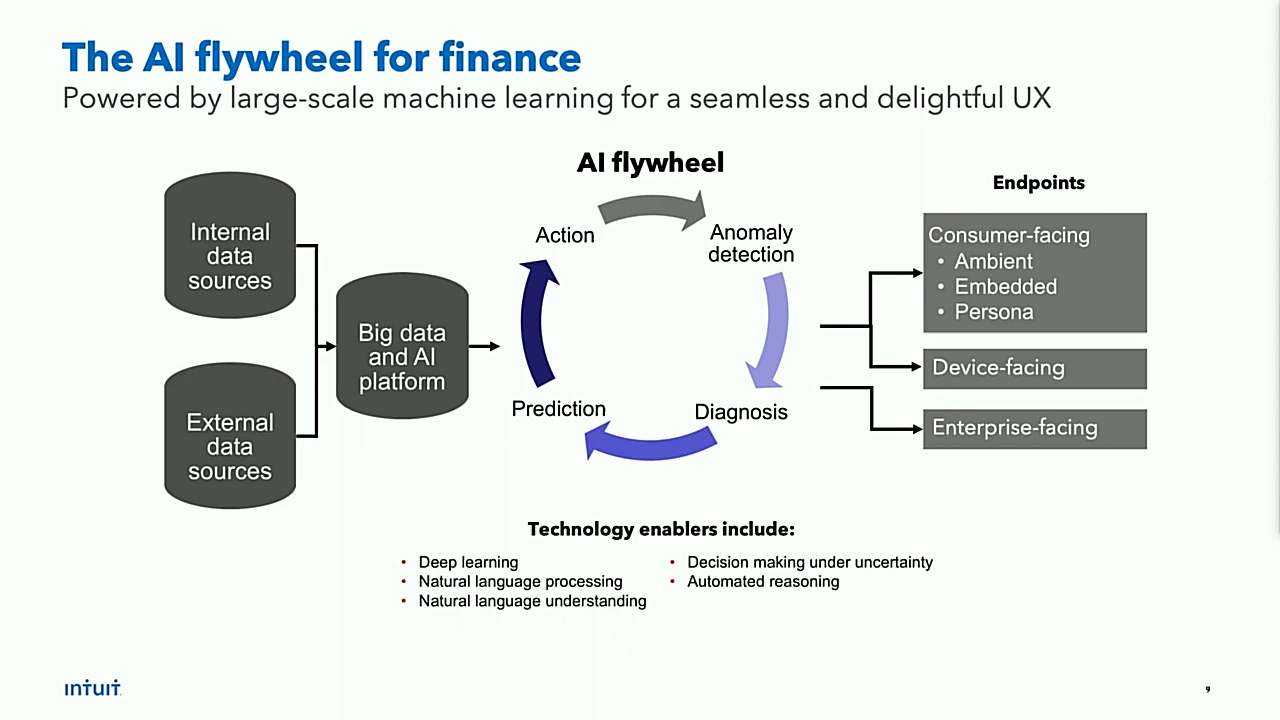 The AI flywheel for finance
Powered by large-scale machine learning for a seamless and delightful UX
Internal
data
sources
External
data
sources
Big data
and AI
platform
AI flywheel
Action
Anomaly
detection
Prediction
Diagnosis
Endpoints
Consumer-facing
• Ambient
• Embedded
• Persona
Device-facing
Enterprise-facing
Technology enablers include:
• Deep learning
• Natural language processing
• Natural language understanding
• Decision making under uncertainty
• Automated reasoning
INTUIT
9